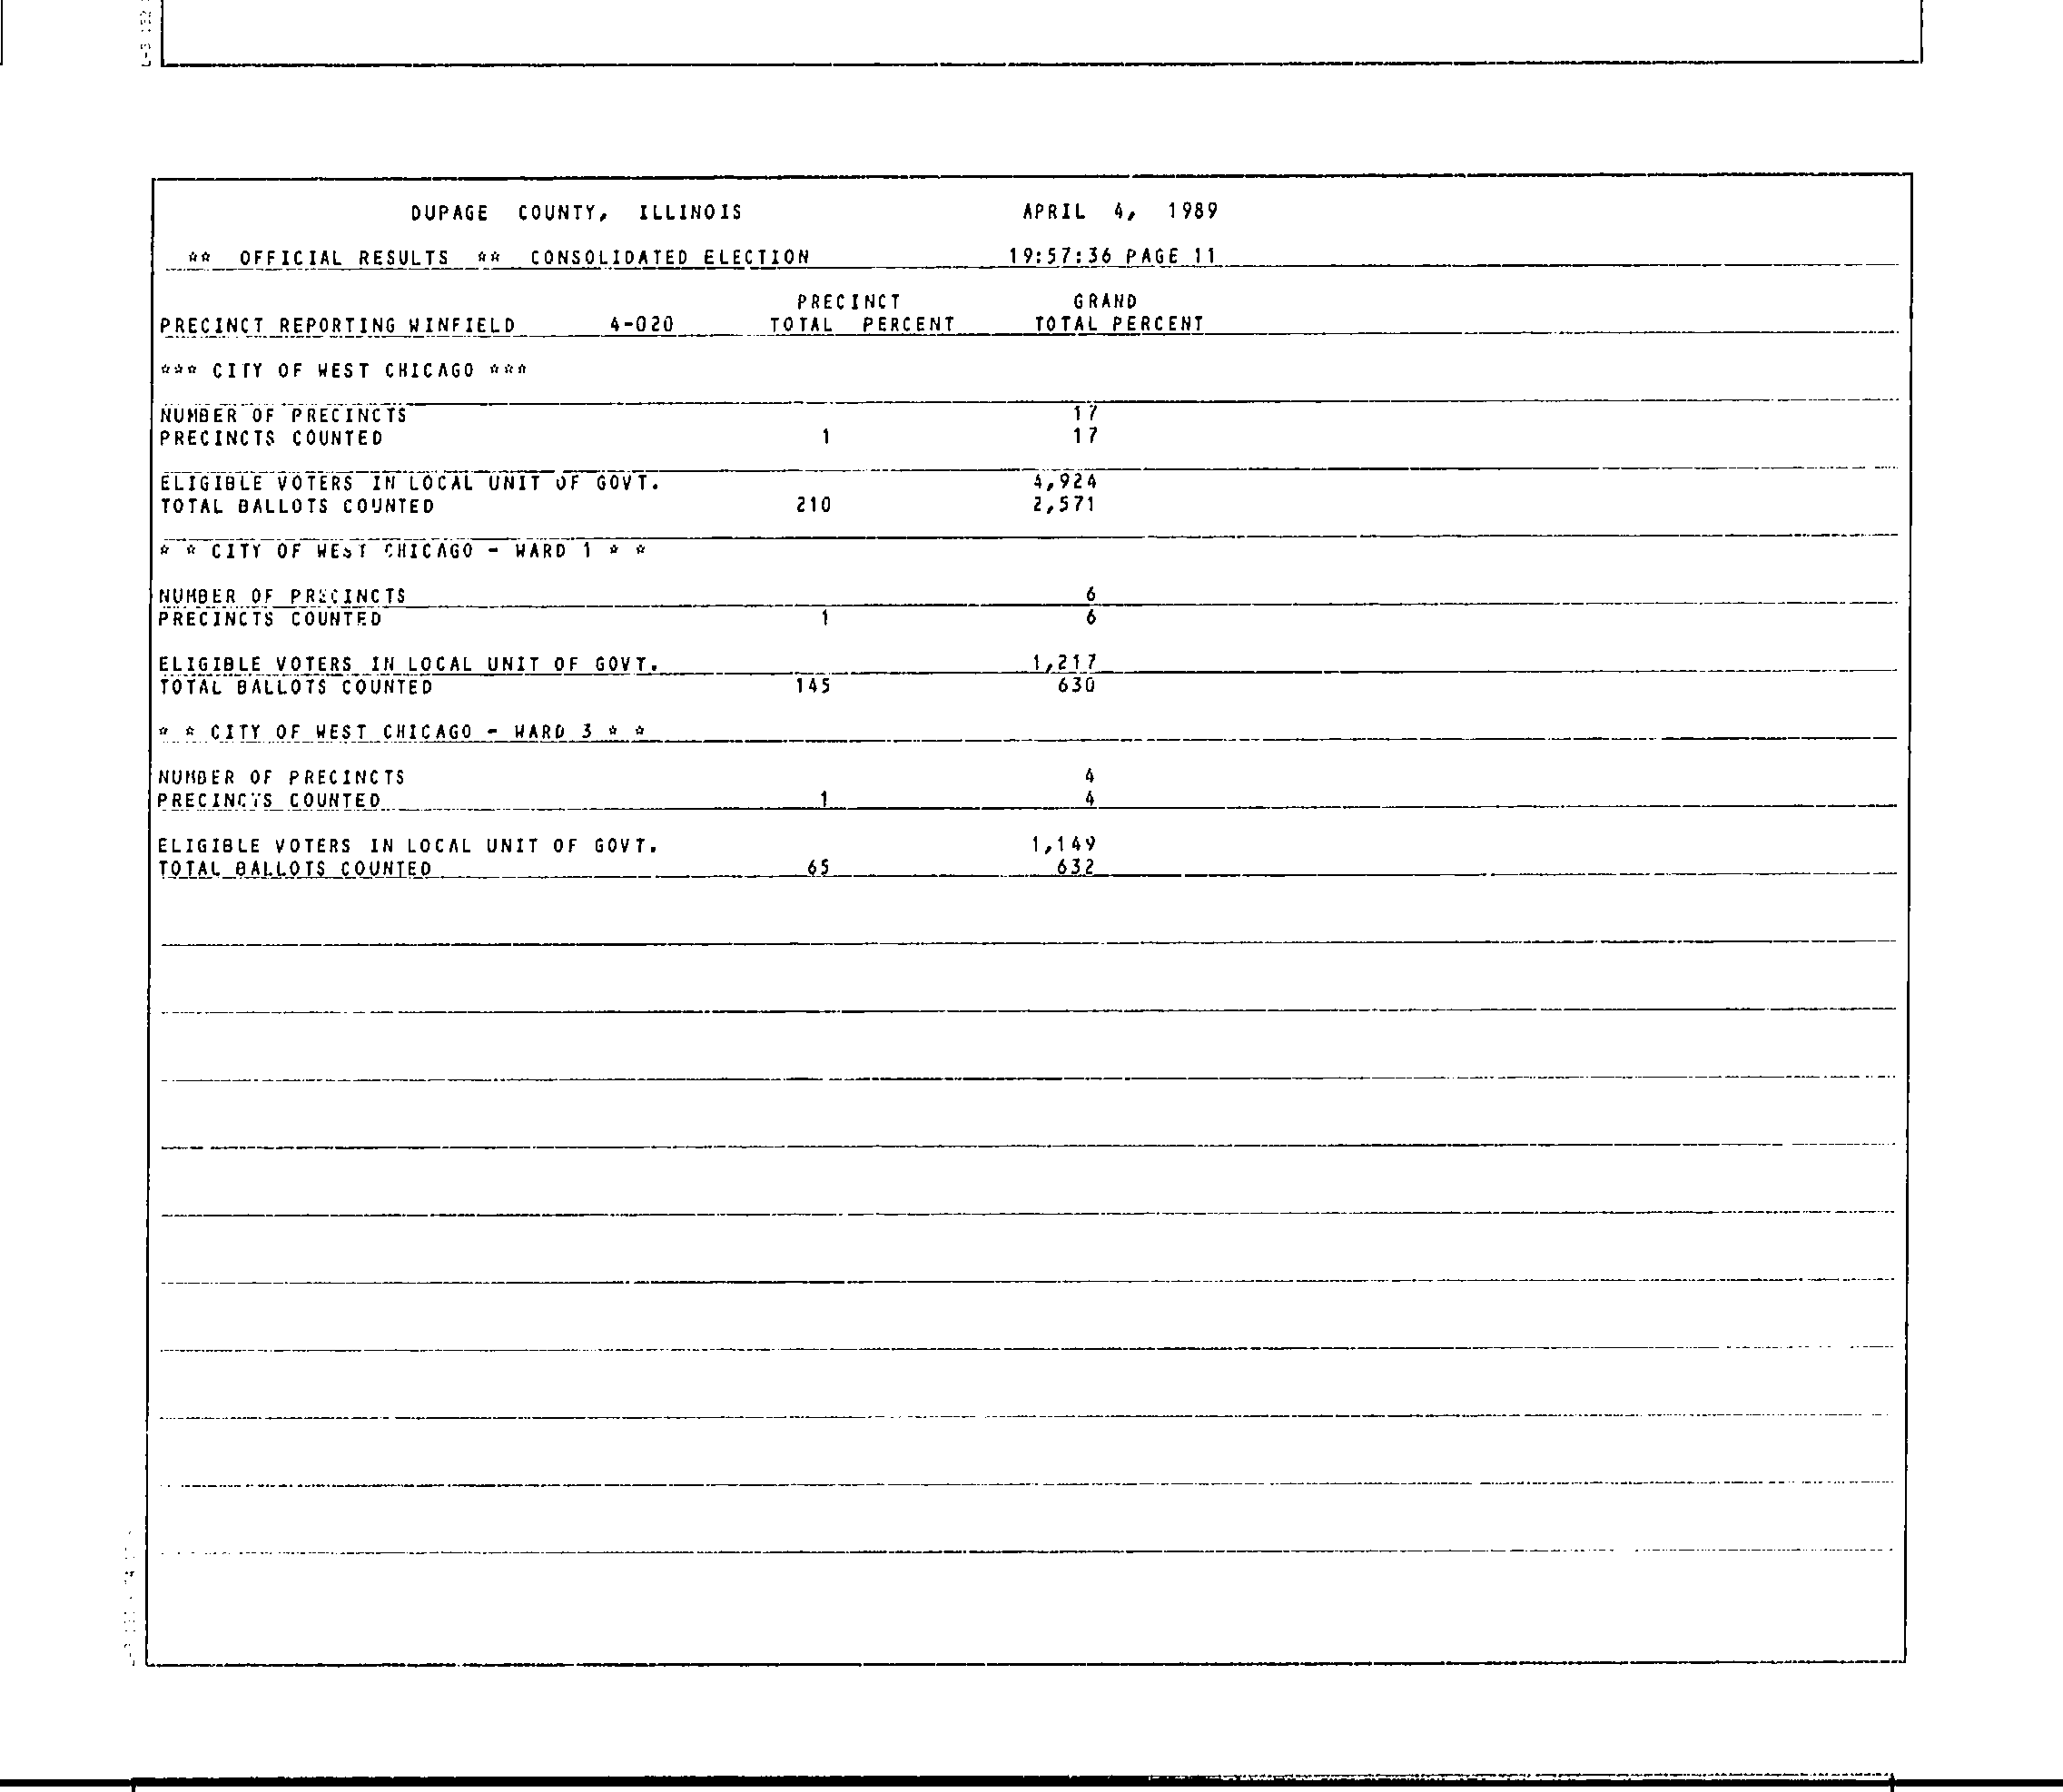 DUPAGE COUNTY, ILLINOIS APRIL 4, 1989
** OFFICIAL RESULTS ** CONSOLIDATED ELECTION 19:57:36 PAGE 11
PRECINCT GRAND
PRECINCT REPORTING WINFIELD 4-020 TOTAL PERCENT TOTAL PERCENT
*** CITY OF WEST CHICAGO ***
NUMBER OF PRECINCTS 17
PRECINCTS COUNTED 1 17
ELIGIBLE VOTERS IN LOCAL UNIT OF GOVT. 4,924
TOTAL BALLOTS COUNTED 210 2,571
* * CITY OF WEST CHICAGO - WARD 1 * *
NUMBER OF PRECINCTS 6
PRECINCTS COUNTED 1 6
ELIGIBLE VOTERS IN LOCAL UNIT OF GOVT. 1,217
TOTAL BALLOTS COUNTED 145 630
* * CITY OF WEST CHICAGO - WARD 3 * *
NUMBER OF PRECINCTS 4
PRECINCTS COUNTED 1 4
ELIGIBLE VOTERS IN LOCAL UNIT OF GOVT. 1,149
TOTAL BALLOTS COUNTED 65 632